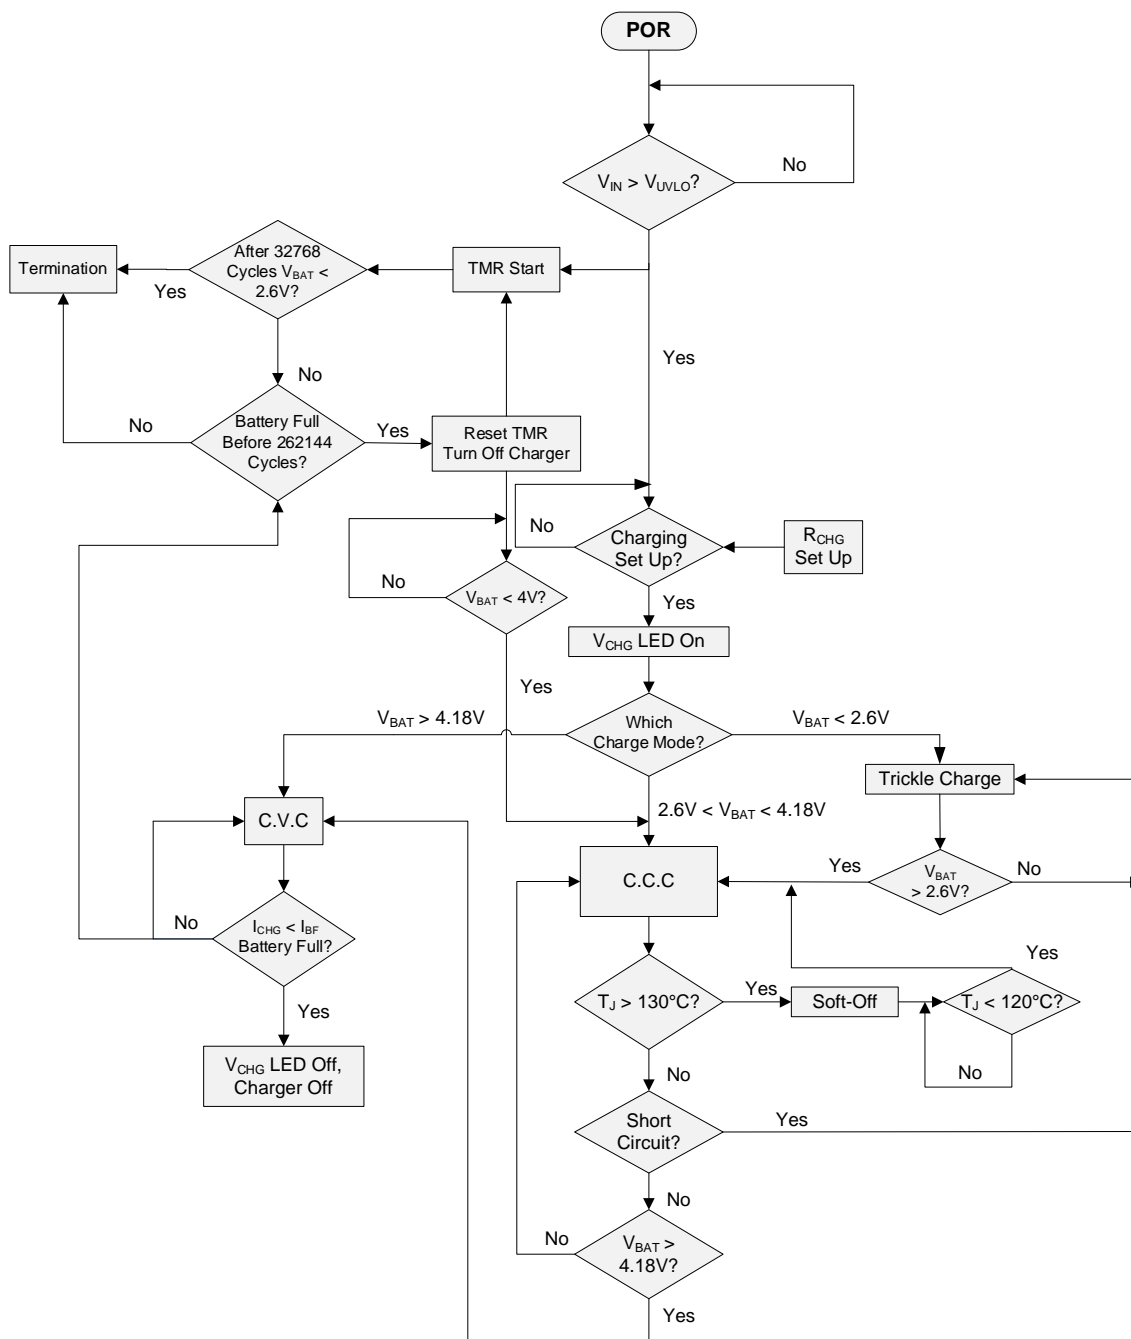 POR
V_IN > V_UVLO?
No
After 32768
Cycles V_BAT <
2.6V?
Termination
TMR Start
Yes
Yes
No
Battery Full
Before 262144
Cycles?
No
Yes
Reset TMR
Turn Off Charger
No
Charging
Set Up?
R_CHG
Set Up
No
V_BAT < 4V?
Yes
V_CHG LED On
Yes
V_BAT > 4.18V
Which
Charge Mode?
V_BAT < 2.6V
Trickle Charge
2.6V < V_BAT < 4.18V
C.V.C
C.C.C
Yes
V_BAT
> 2.6V?
No
No
I_CHG < I_BF
Battery Full?
Yes
T_J > 130°C?
Yes
Soft-Off
T_J < 120°C?
Yes
No
V_CHG LED Off,
Charger Off
No
Short
Circuit?
Yes
No
No
V_BAT >
4.18V?
Yes